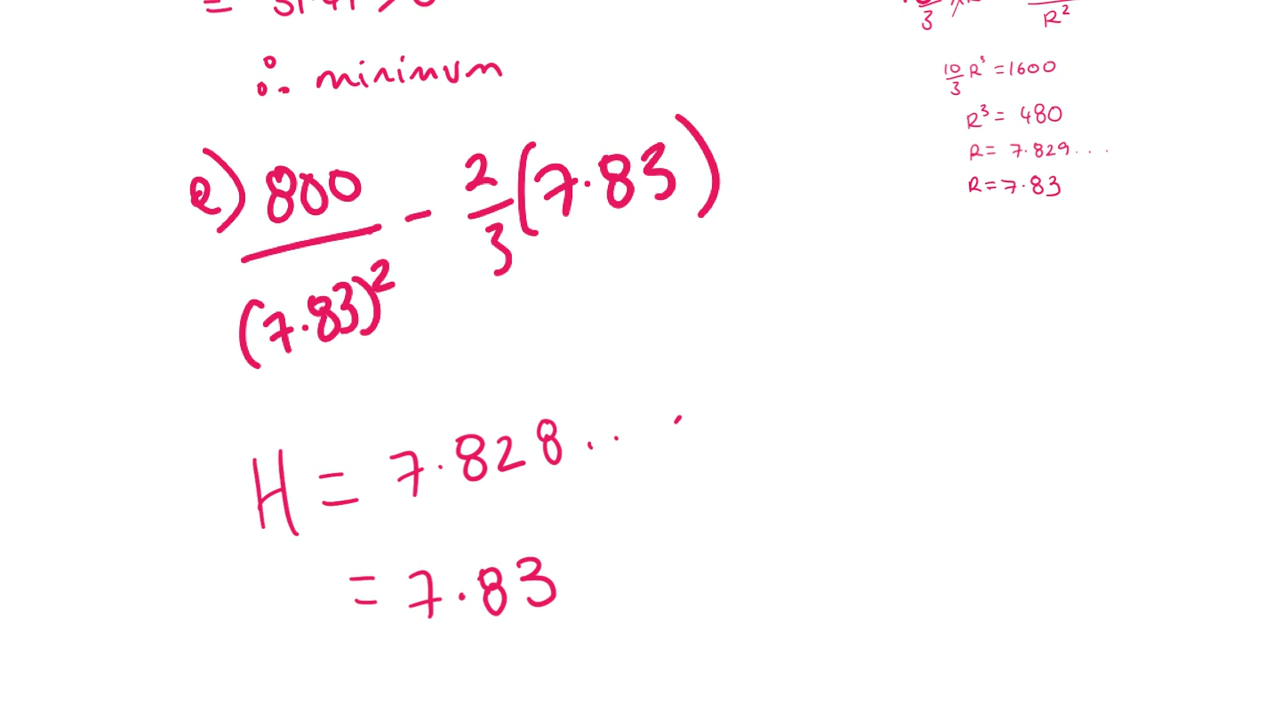 ∴ minimum
e) 800/(7.83)² - 2/3(7.83)
H = 7.828...
= 7.83
10/3 R³ = 1600
R³ = 480
R = 7.829...
R = 7.83